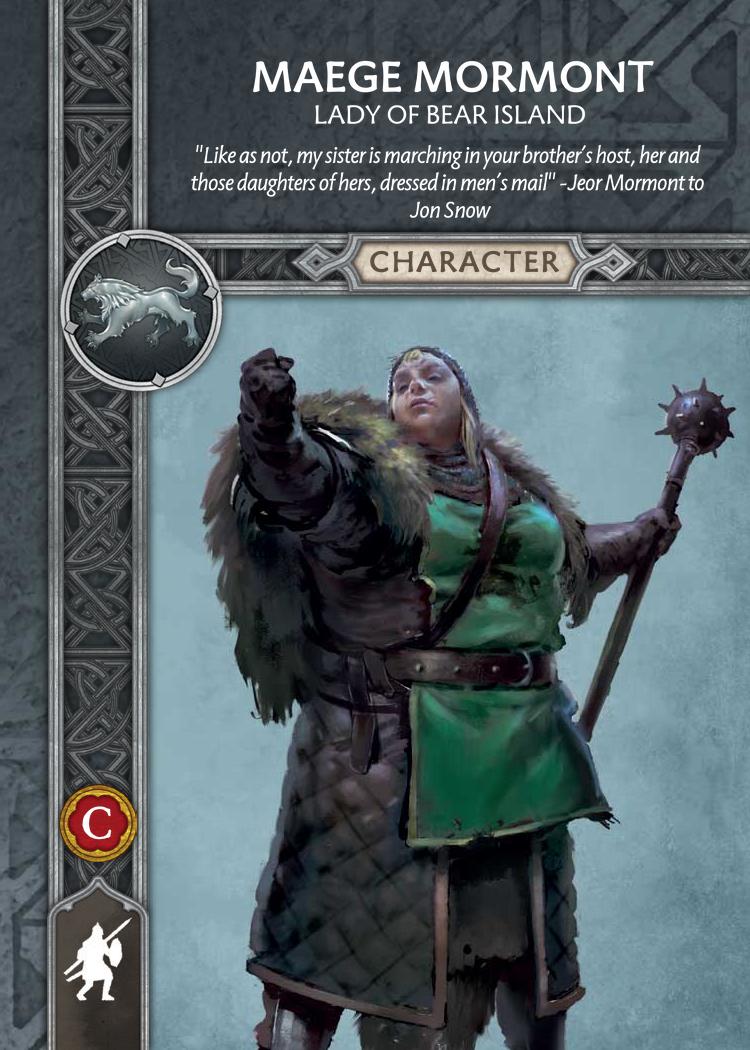 MAEGE MORMONT
LADY OF BEAR ISLAND
"Like as not, my sister is marching in your brother's host, her and
those daughters of hers, dressed in men's mail" -Jeor Mormont to
Jon Snow
CHARACTER
C